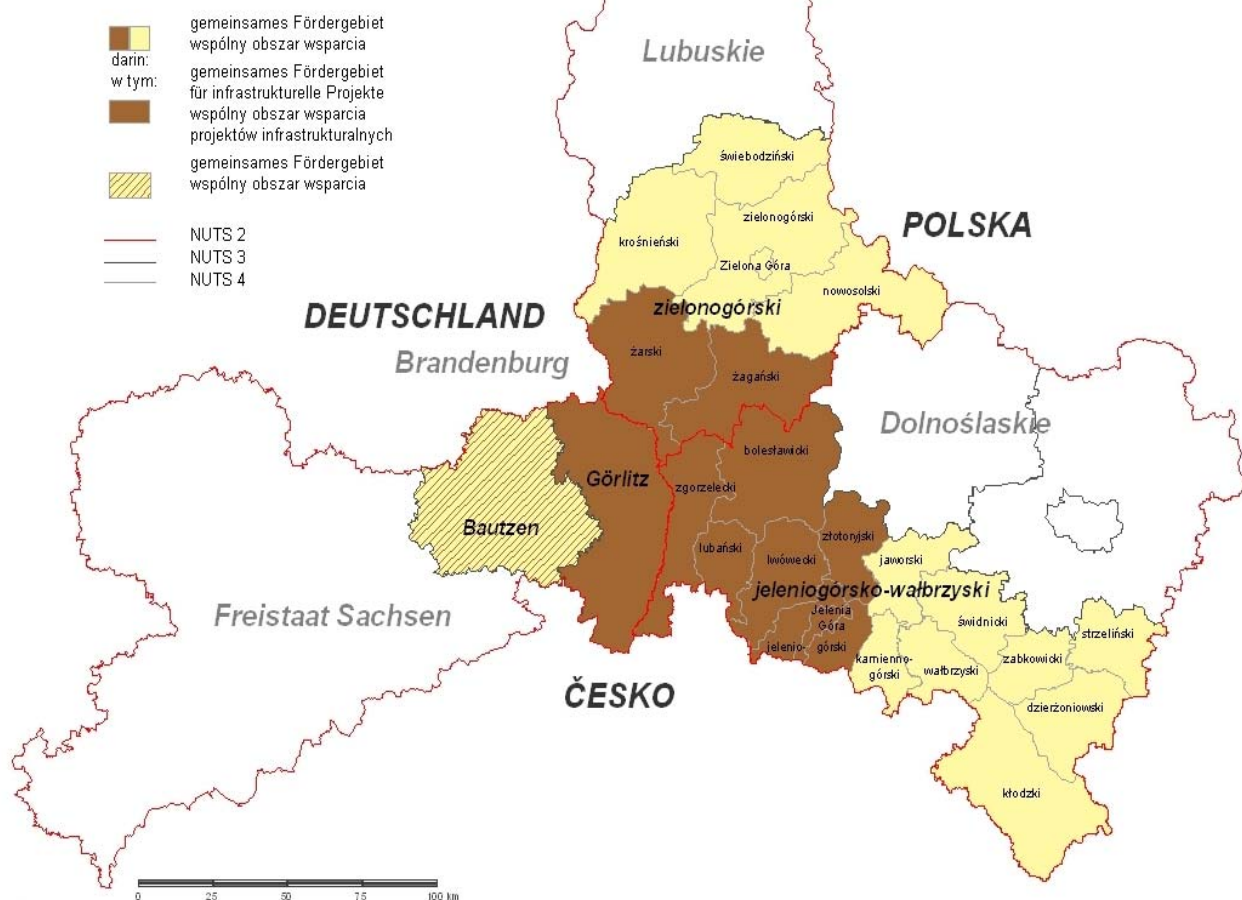 gemeinsames Fördergebiet
wspólny obszar wsparcia
darin:
w tym:
gemeinsames Fördergebiet
für infrastrukturelle Projekte
wspólny obszar wsparcia
projektów infrastrukturalnych
gemeinsames Fördergebiet
wspólny obszar wsparcia
NUTS 2
NUTS 3
NUTS 4
Lubuskie
świebodziński
zielonogórski
krośnieński
Zielona Góra
nowosolski
POLSKA
DEUTSCHLAND
zielonogórski
Brandenburg
żarski
żagański
Dolnośląskie
bolesławicki
Görlitz
zgorzelecki
Bautzen
lubański
lwówecki
złotoryjski
jaworski
jeleniogórsko-wałbrzyski
Freistaat Sachsen
Jelenia
Góra
świdnicki
strzeliński
jelenio-
górski
kamienno-
górski
wałbrzyski
ząbkowicki
ČESKO
dzierżoniowski
kłodzki
0 25 50 75 100 km